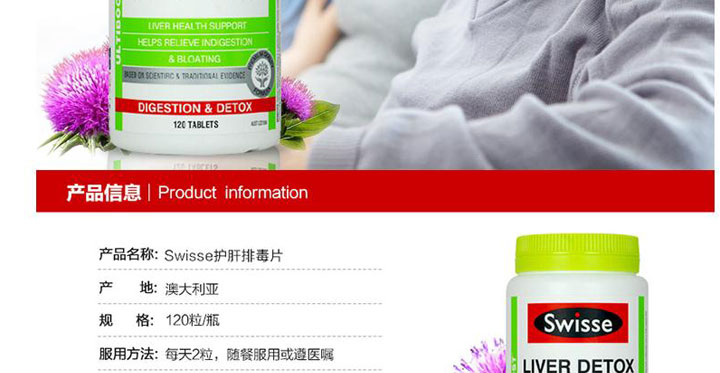 ULTIBOO
LIVER HEALTH SUPPORT
HELPS RELIEVE INDIGESTION
& BLOATING
BASED ON SCIENTIFIC & TRADITIONAL EVIDENCE
DIGESTION & DETOX
120 TABLETS
产品信息 | Product information
产品名称: Swisse护肝排毒片
产 地: 澳大利亚
规 格: 120粒/瓶
服用方法: 每天2粒，随餐服用或遵医嘱
Swisse
LIVER DETOX